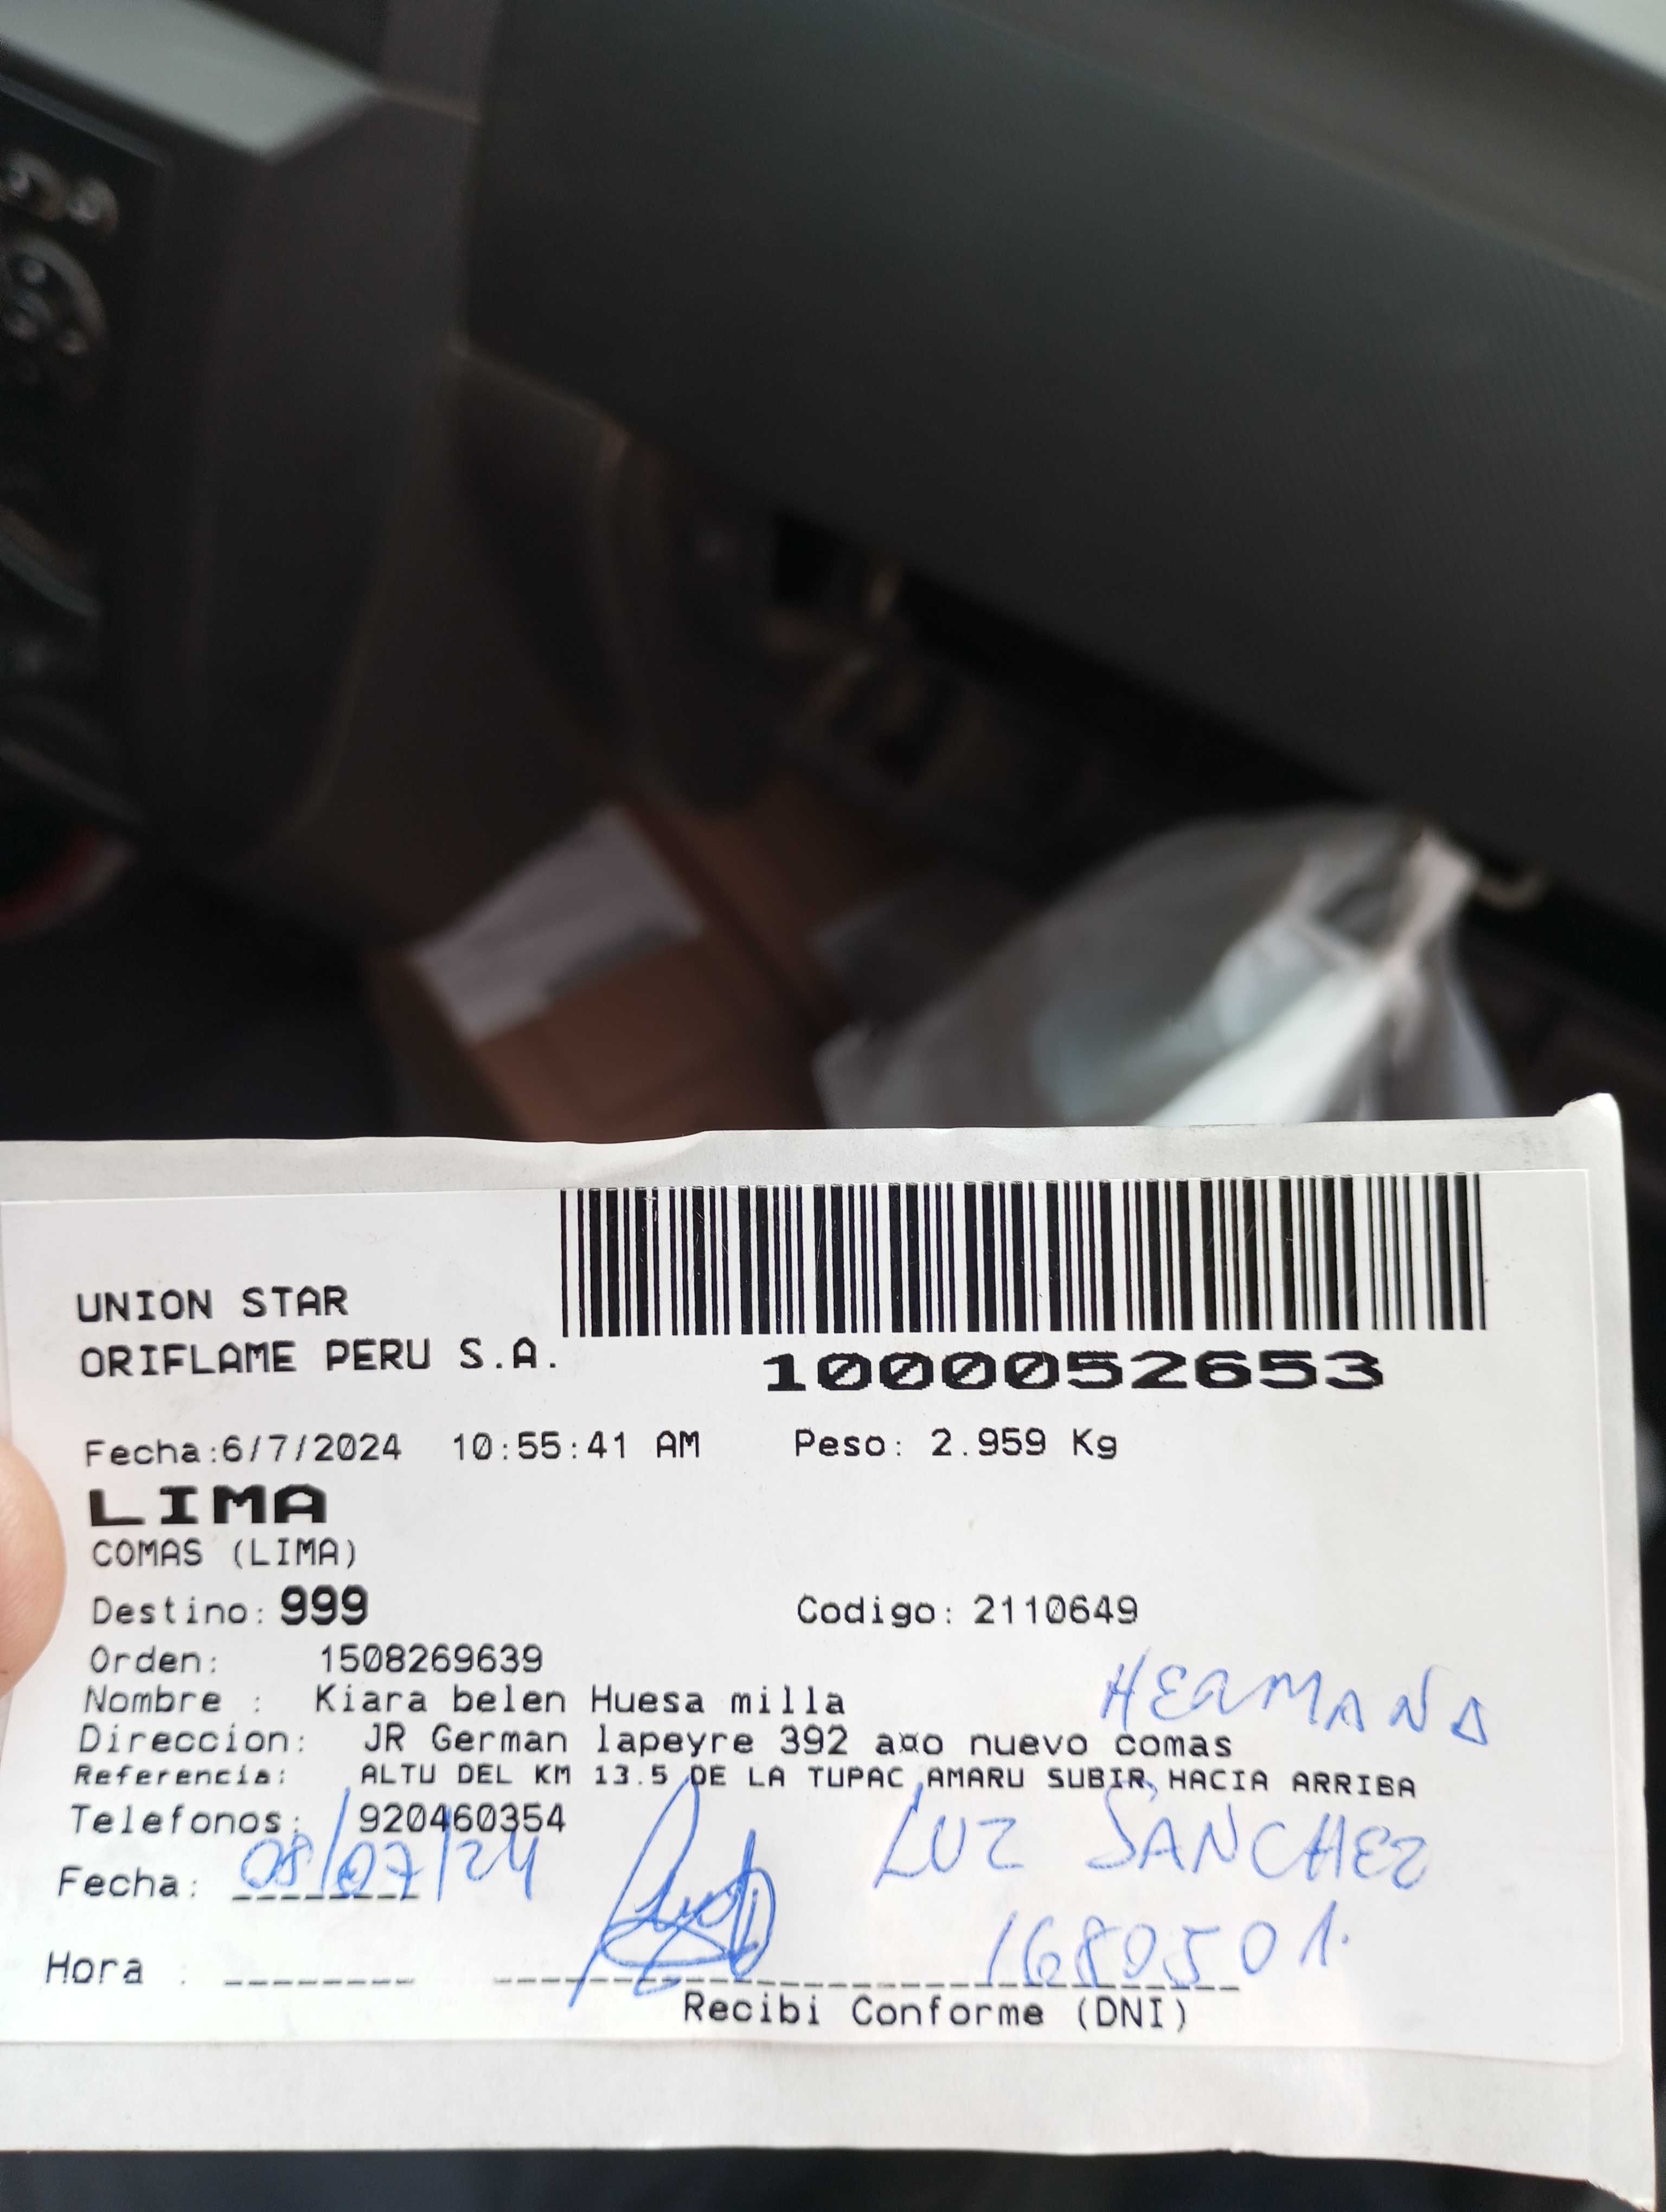 UNION STAR
ORIFLAME PERU S.A.
1000052653
Fecha:6/7/2024 10:55:41 AM Peso: 2.959 Kg
LIMA
COMAS (LIMA)
Destino: 999 Codigo: 2110649
Orden: 1508269639
Nombre : Kiara belen Huesa milla HERMANA
Direccion: JR German lapeyre 392 a¤o nuevo comas
Referencia: ALTU DEL KM 13.5 DE LA TUPAC AMARU SUBIR HACIA ARRIBA
Telefonos: 920460354
LUZ SANCHEZ
Fecha: 08/07/24
1680501
Hora :
Recibi Conforme (DNI)